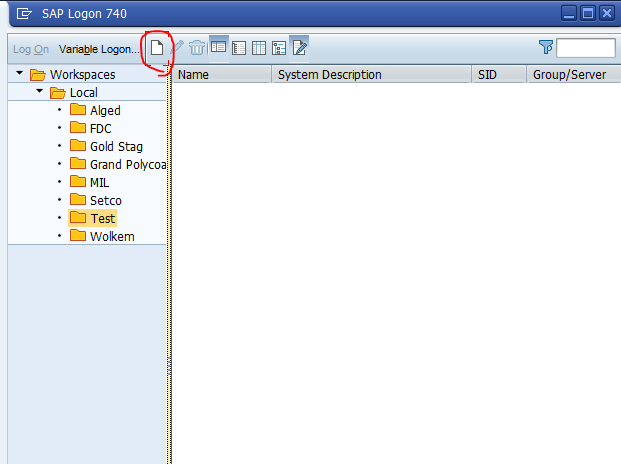 SAP Logon 740
Log On Variable Logon...
Workspaces
Local
Alged
FDC
Gold Stag
Grand Polycoa
MIL
Setco
Test
Wolkem
Name System Description SID Group/Server